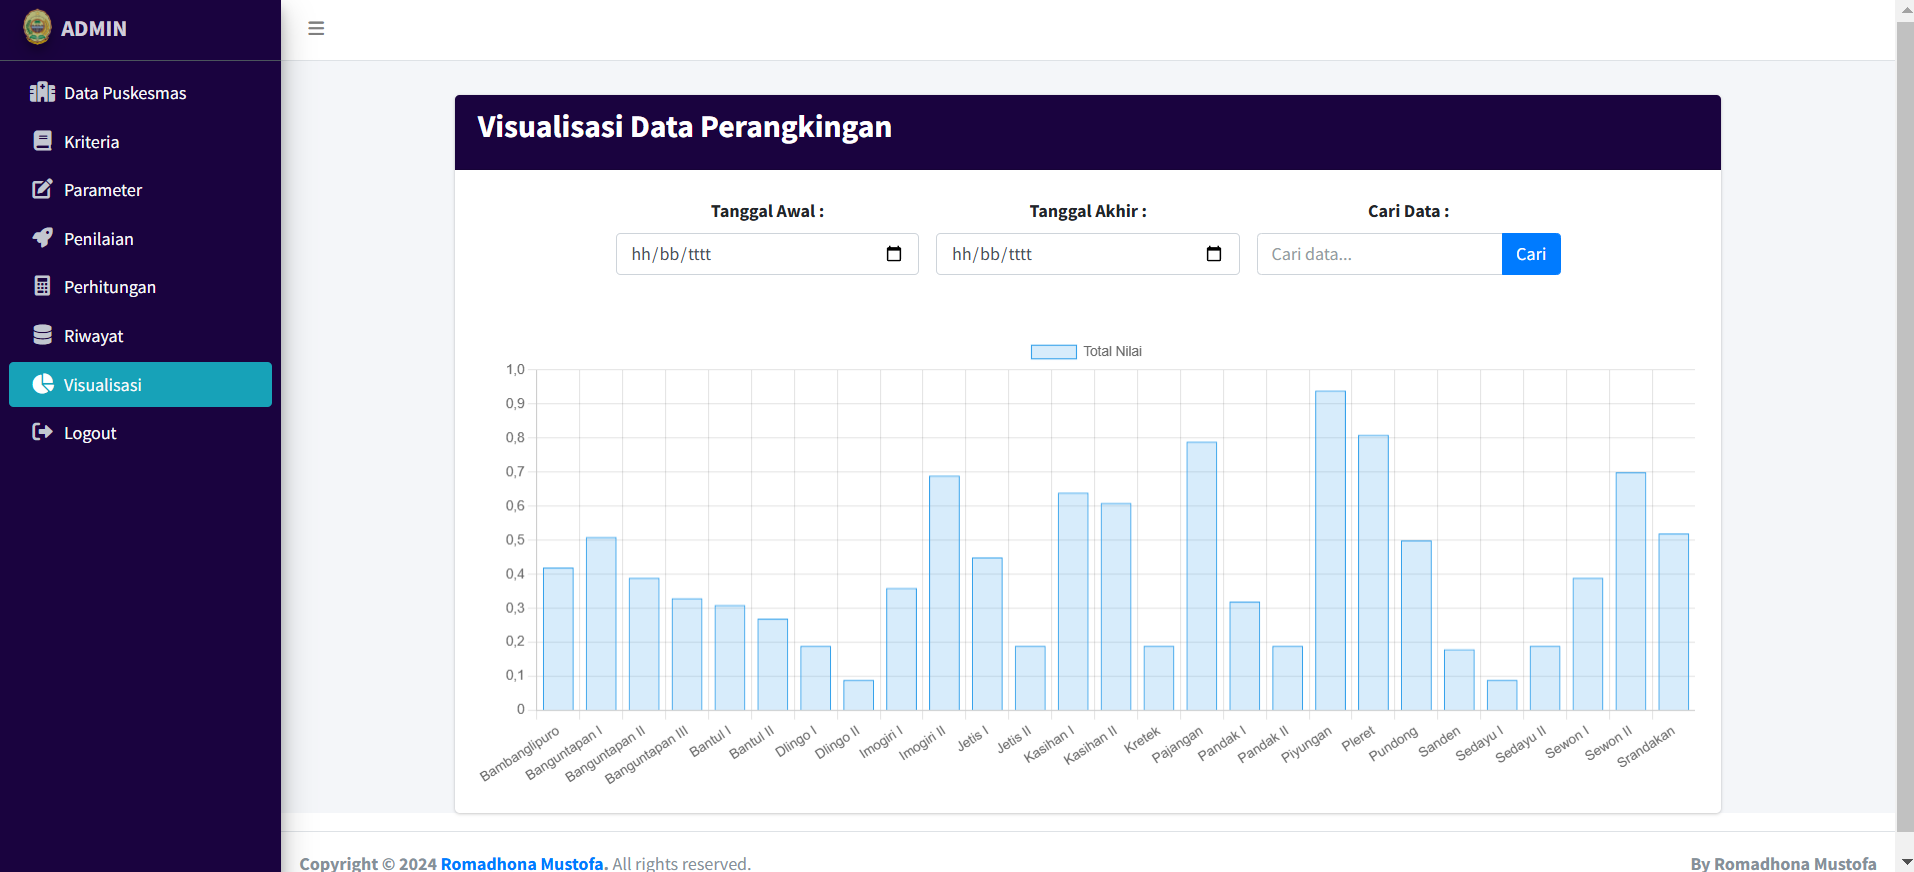 ADMIN
Data Puskesmas
Kriteria
Parameter
Penilaian
Perhitungan
Riwayat
Visualisasi
Logout
Visualisasi Data Perangkingan
Tanggal Awal :
Tanggal Akhir :
Cari Data :
hh/bb/tttt
hh/bb/tttt
Cari data...
Cari
Total Nilai
1,0
0,9
0,8
0,7
0,6
0,5
0,4
0,3
0,2
0,1
0
Bambanglipuro
Banguntapan I
Banguntapan II
Banguntapan III
Bantul I
Bantul II
Dlingo I
Dlingo II
Imogiri I
Imogiri II
Jetis I
Jetis II
Kasihan I
Kasihan II
Kretek
Pajangan
Pandak I
Pandak II
Piyungan
Pleret
Pundong
Sanden
Sedayu I
Sedayu II
Sewon I
Sewon II
Srandakan
Copyright © 2024 Romadhona Mustofa. All rights reserved.
By Romadhona Mustofa